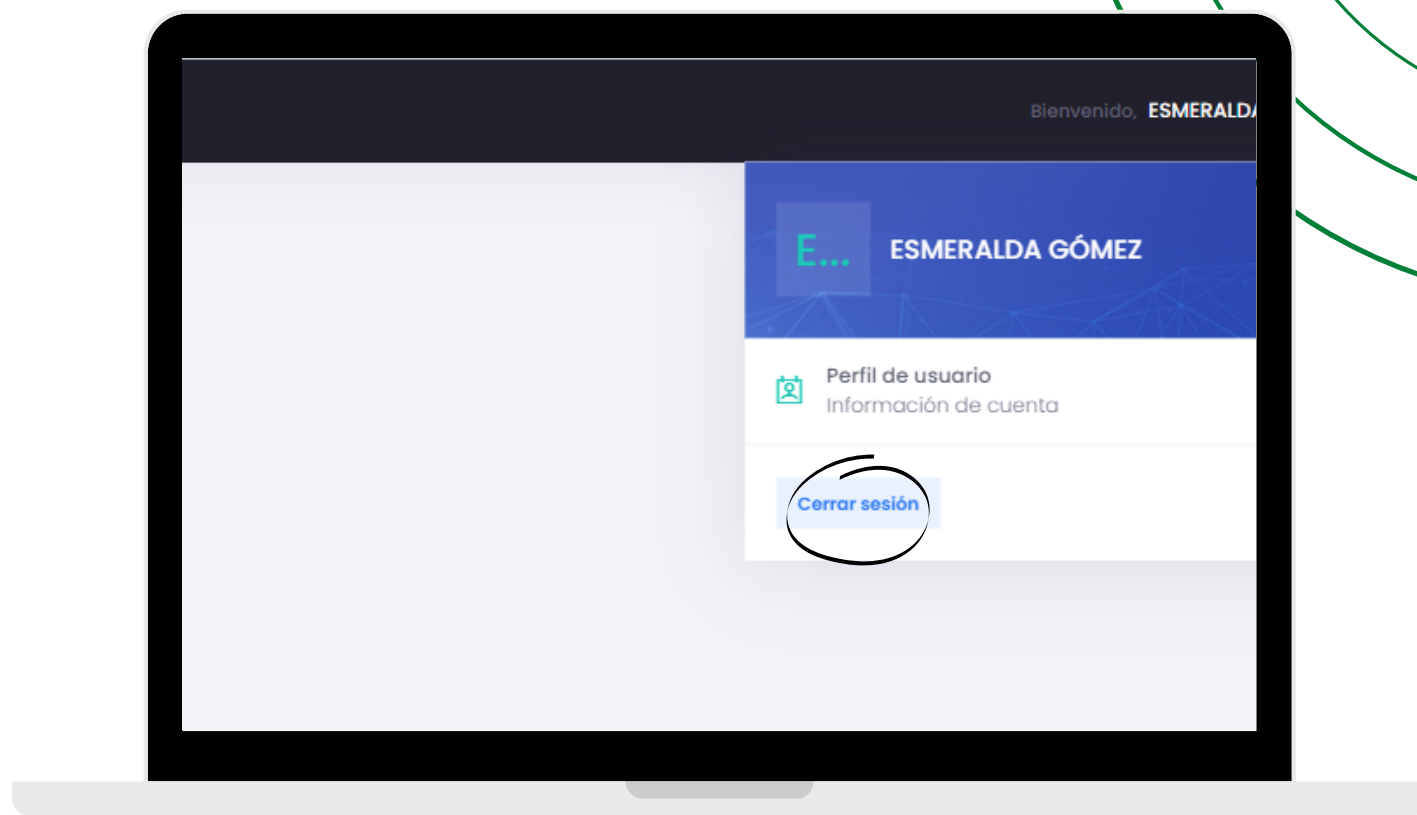 Bienvenido, ESMERALDA
E...
ESMERALDA GÓMEZ
Perfil de usuario
Información de cuenta
Cerrar sesión